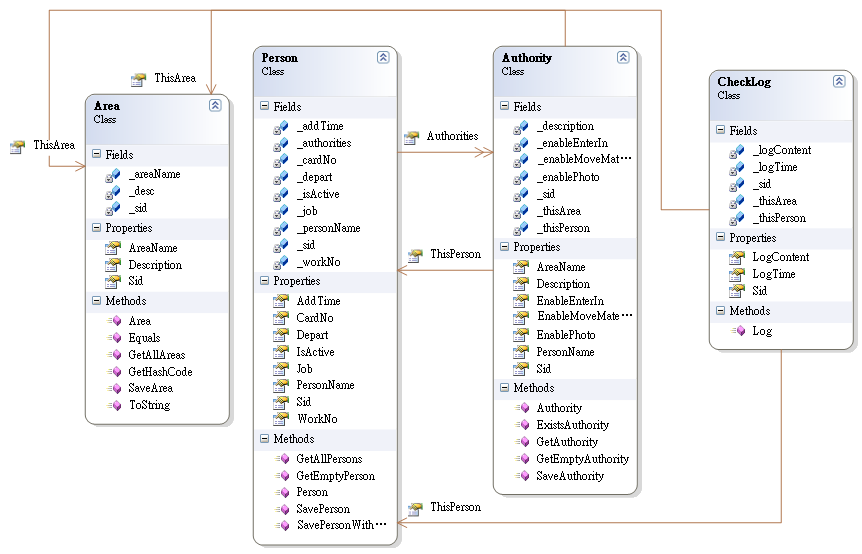 ThisArea
ThisArea
Area
Class
Fields
_areaName
_desc
_sid
Properties
AreaName
Description
Sid
Methods
Area
Equals
GetAllAreas
GetHashCode
SaveArea
ToString
Person
Class
Fields
_addTime
_authorities
_cardNo
_depart
_isActive
_job
_personName
_sid
_workNo
Properties
AddTime
CardNo
Depart
IsActive
Job
PersonName
Sid
WorkNo
Methods
GetAllPersons
GetEmptyPerson
Person
SavePerson
SavePersonWith…
Authorities
ThisPerson
ThisPerson
Authority
Class
Fields
_description
_enableEnterIn
_enableMoveMat…
_enablePhoto
_sid
_thisArea
_thisPerson
Properties
AreaName
Description
EnableEnterIn
EnableMoveMate…
EnablePhoto
PersonName
Sid
Methods
Authority
ExistsAuthority
GetAuthority
GetEmptyAuthority
SaveAuthority
CheckLog
Class
Fields
_logContent
_logTime
_sid
_thisArea
_thisPerson
Properties
LogContent
LogTime
Sid
Methods
Log